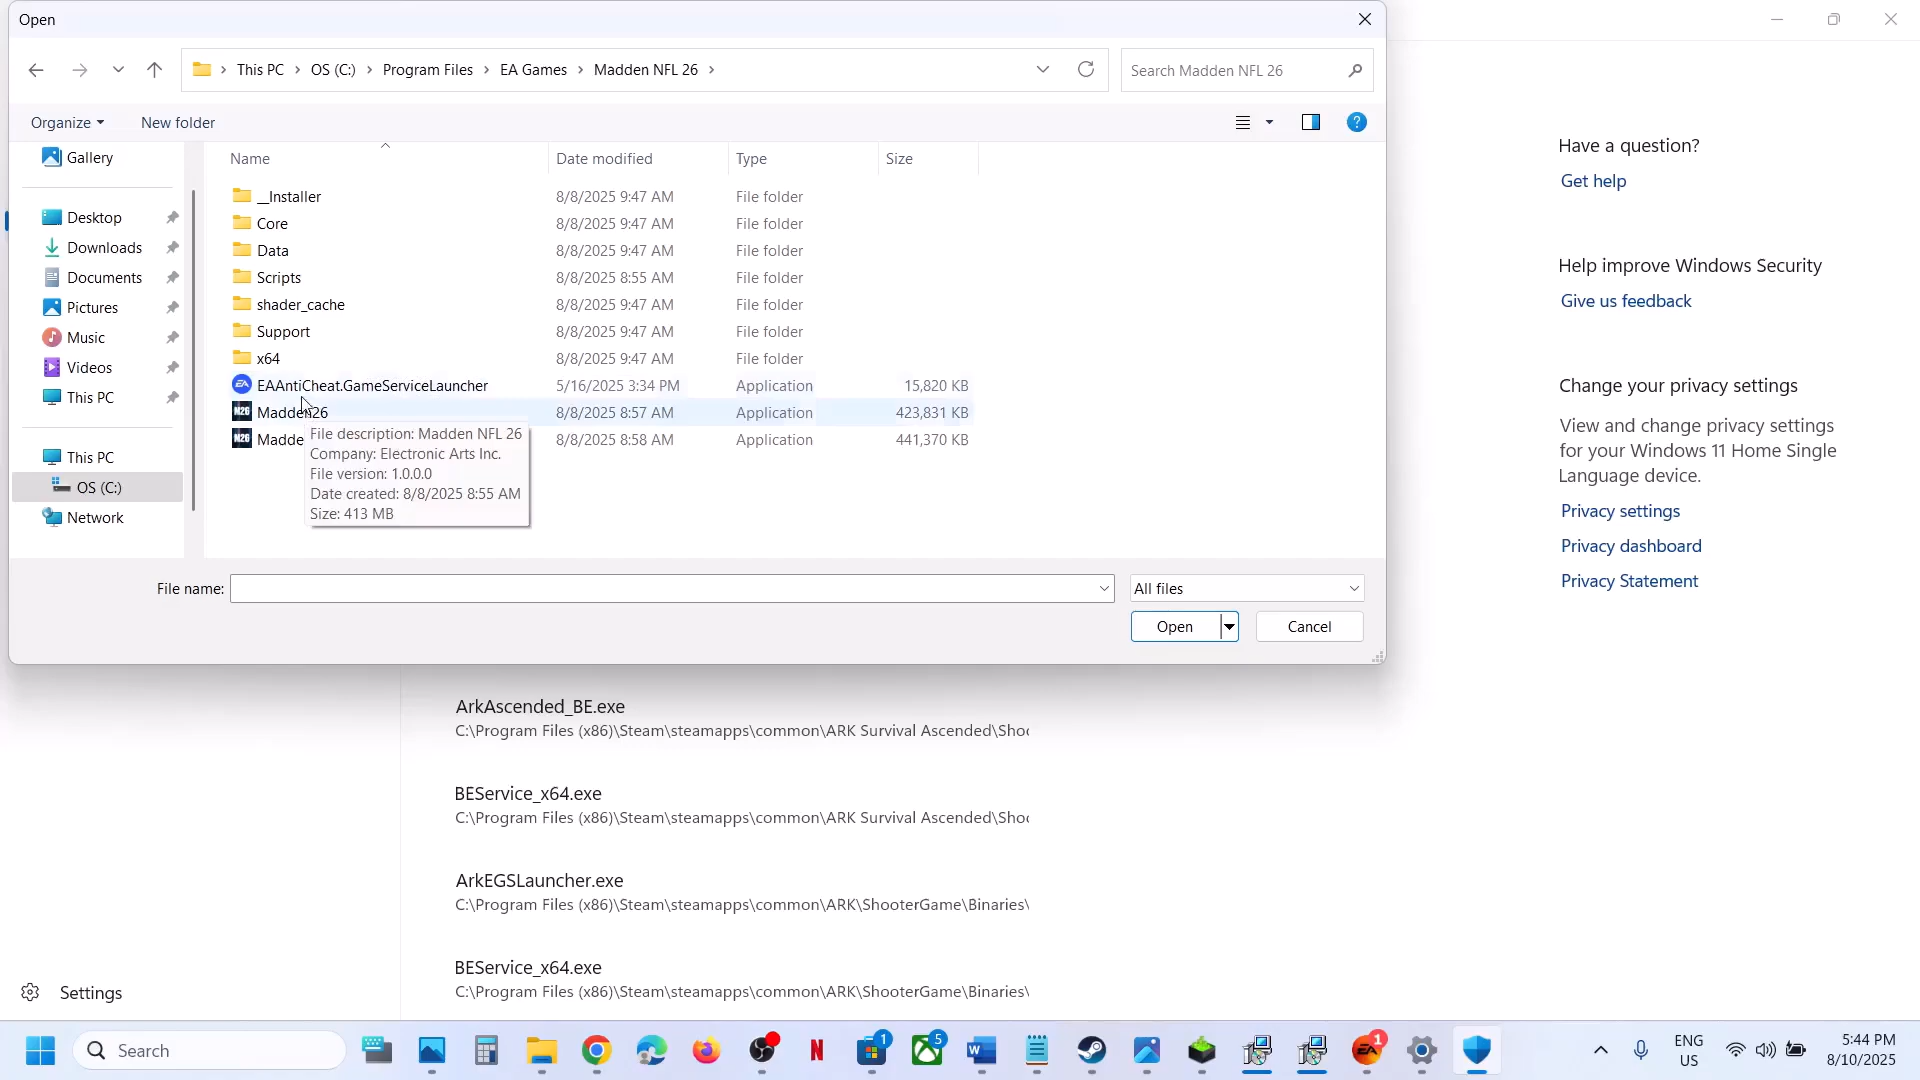 Open
This PC
OS (C:)
Program Files
EA Games
Madden NFL 26
Search Madden NFL 26
Organize
New folder
Name
Date modified
Type
Size
Gallery
Desktop
Downloads
Documents
Pictures
Music
Videos
This PC
This PC
OS (C:)
Network
__Installer 8/8/2025 9:47 AM File folder
Core 8/8/2025 9:47 AM File folder
Data 8/8/2025 9:47 AM File folder
Scripts 8/8/2025 8:55 AM File folder
shader_cache 8/8/2025 9:47 AM File folder
Support 8/8/2025 9:47 AM File folder
x64 8/8/2025 9:47 AM File folder
EAAntiCheat.GameServiceLauncher 5/16/2025 3:34 PM Application 15,820 KB
Madden26 8/8/2025 8:57 AM Application 423,831 KB
Madde 8/8/2025 8:58 AM Application 441,370 KB
File description: Madden NFL 26
Company: Electronic Arts Inc.
File version: 1.0.0.0
Date created: 8/8/2025 8:55 AM
Size: 413 MB
File name:
All files
Open
Cancel
Have a question?
Get help
Help improve Windows Security
Give us feedback
Change your privacy settings
View and change privacy settings
for your Windows 11 Home Single
Language device.
Privacy settings
Privacy dashboard
Privacy Statement
ArkAscended_BE.exe
C:\Program Files (x86)\Steam\steamapps\common\ARK Survival Ascended\Shoo
BEService_x64.exe
C:\Program Files (x86)\Steam\steamapps\common\ARK Survival Ascended\Shoo
ArkEGSLauncher.exe
C:\Program Files (x86)\Steam\steamapps\common\ARK\ShooterGame\Binaries\
BEService_x64.exe
C:\Program Files (x86)\Steam\steamapps\common\ARK\ShooterGame\Binaries\
Settings
Search
ENG
US
5:44 PM
8/10/2025